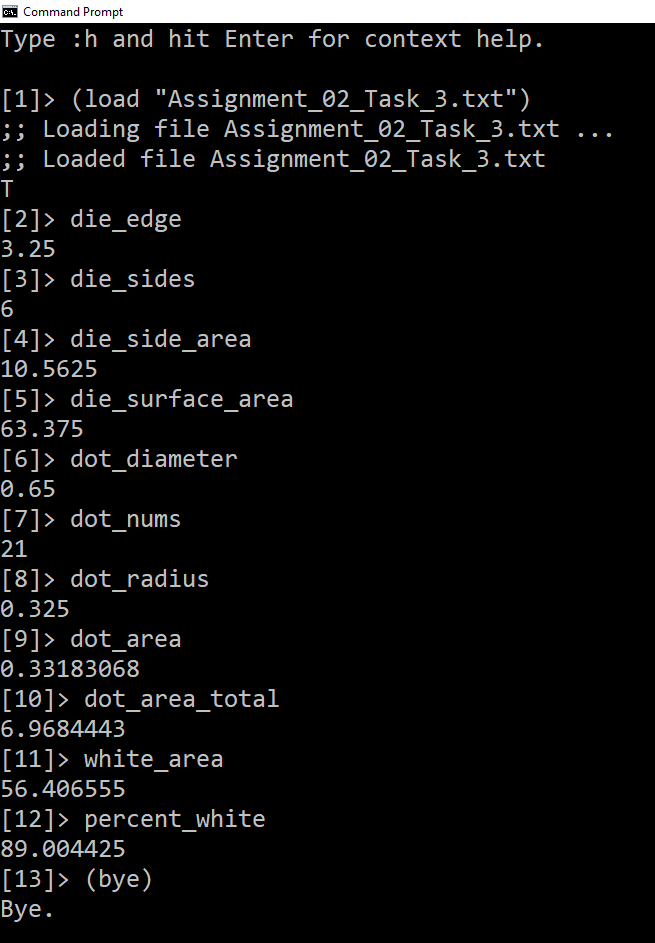 Command Prompt
Type :h and hit Enter for context help.
[1]> (load "Assignment_02_Task_3.txt")
;; Loading file Assignment_02_Task_3.txt ...
;; Loaded file Assignment_02_Task_3.txt
T
[2]> die_edge
3.25
[3]> die_sides
6
[4]> die_side_area
10.5625
[5]> die_surface_area
63.375
[6]> dot_diameter
0.65
[7]> dot_nums
21
[8]> dot_radius
0.325
[9]> dot_area
0.33183068
[10]> dot_area_total
6.9684443
[11]> white_area
56.406555
[12]> percent_white
89.004425
[13]> (bye)
Bye.